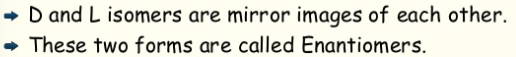 ➡ D and L isomers are mirror images of each other.
➡ These two forms are called Enantiomers.